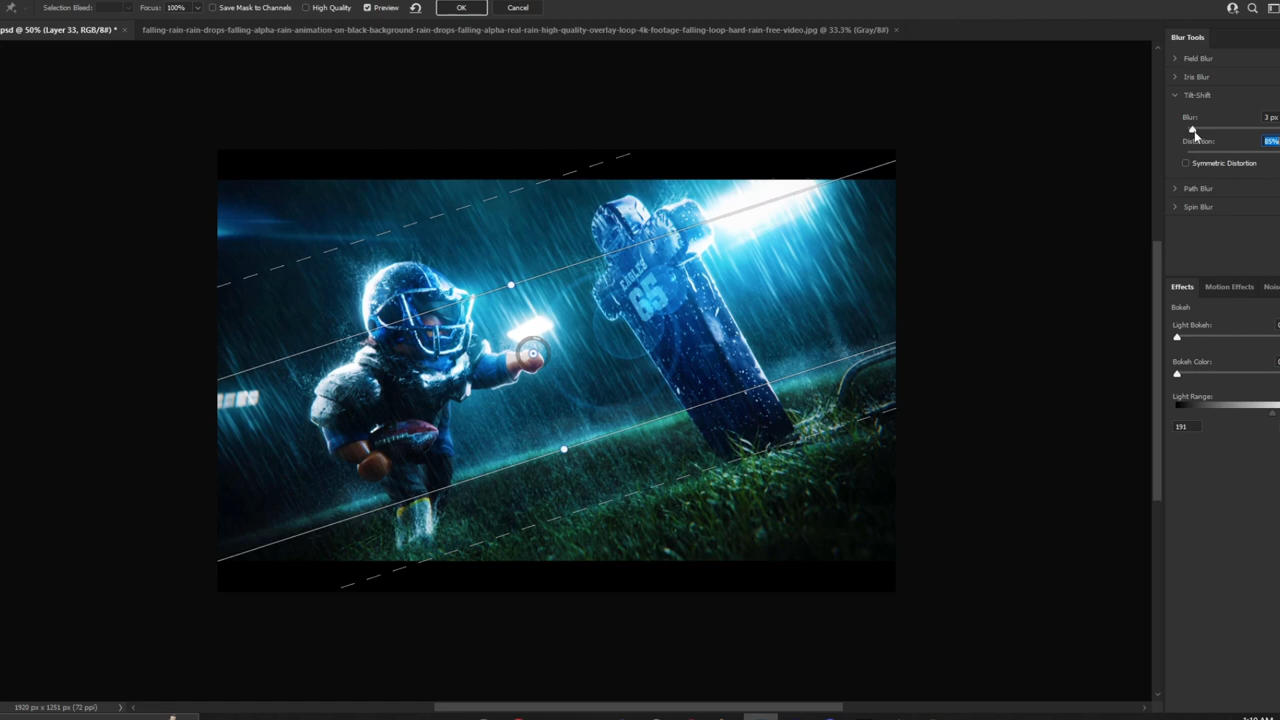 Selection Bleed: Focus: 100% Save Mask to Channels High Quality Preview OK Cancel
psd @ 50% (Layer 33, RGB/8#) *
falling-rain-rain-drops-falling-alpha-rain-animation-on-black-background-rain-drops-falling-alpha-real-rain-high-quality-overlay-loop-4k-footage-falling-loop-hard-rain-free-video.jpg @ 33.3% (Gray/8#)
Blur Tools
Field Blur
Iris Blur
Tilt-Shift
Blur: 3 px
Distortion: 85%
Symmetric Distortion
Path Blur
Spin Blur
EAGLES
65
Effects Motion Effects
Bokeh
Light Bokeh:
Bokeh Color:
Light Range:
191
1920 px x 1251 px (72 ppi)